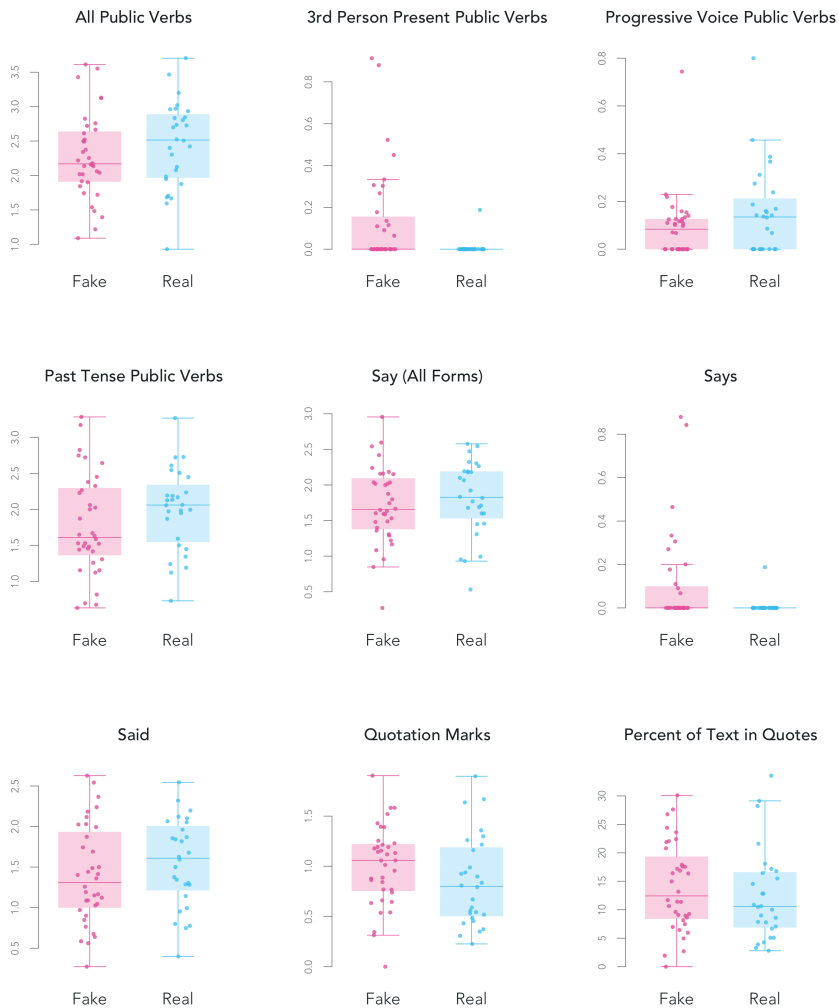 All Public Verbs
3rd Person Present Public Verbs
Progressive Voice Public Verbs
3.5
3.0
2.5
2.0
1.5
1.0
Fake
Real
0.8
0.6
0.4
0.2
0.0
Fake
Real
0.8
0.6
0.4
0.2
0.0
Fake
Real
Past Tense Public Verbs
Say (All Forms)
Says
3.0
2.5
2.0
1.5
1.0
Fake
Real
3.0
2.5
2.0
1.5
1.0
0.5
Fake
Real
0.8
0.6
0.4
0.2
0.0
Fake
Real
Said
Quotation Marks
Percent of Text in Quotes
2.5
2.0
1.5
1.0
0.5
Fake
Real
1.5
1.0
0.5
0.0
Fake
Real
30
25
20
15
10
5
0
Fake
Real